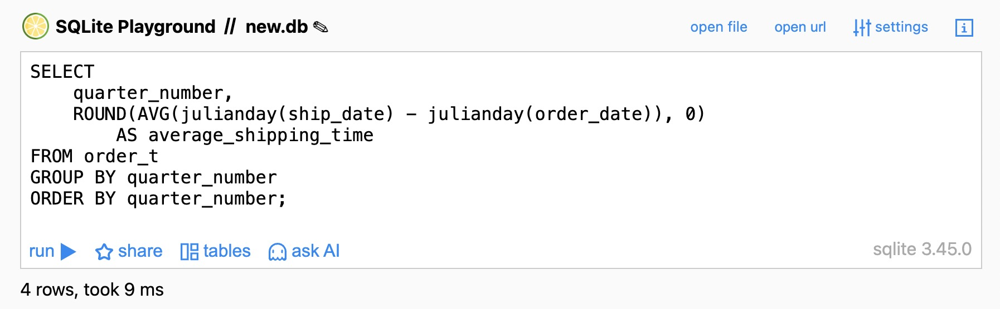 SQLite Playground // new.db ✎ open file open url settings i
SELECT
    quarter_number,
    ROUND(AVG(julianday(ship_date) - julianday(order_date)), 0)
        AS average_shipping_time
FROM order_t
GROUP BY quarter_number
ORDER BY quarter_number;
run share tables ask AI sqlite 3.45.0
4 rows, took 9 ms